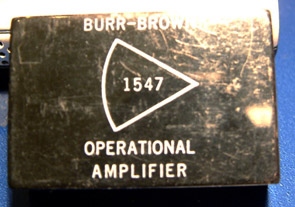 BURR-BROWN
1547
OPERATIONAL
AMPLIFIER